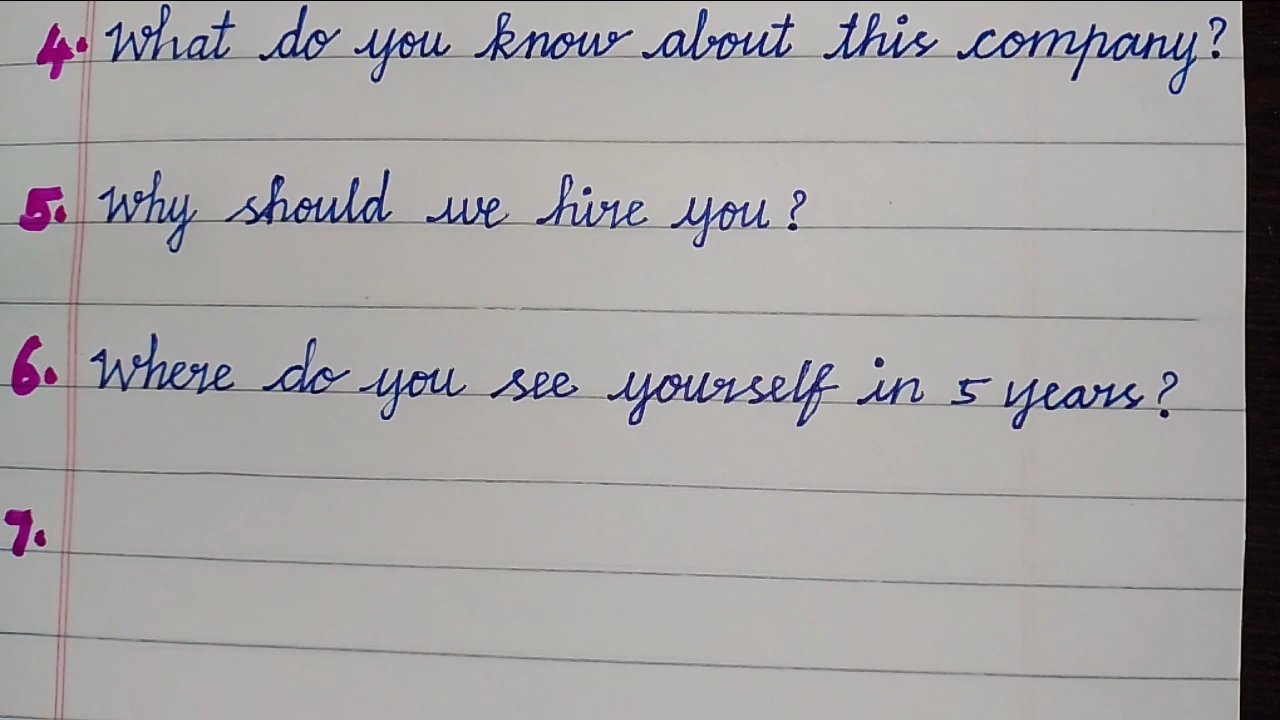 4. What do you know about this company?
5. Why should we hire you?
6. Where do you see yourself in 5 years?
7.